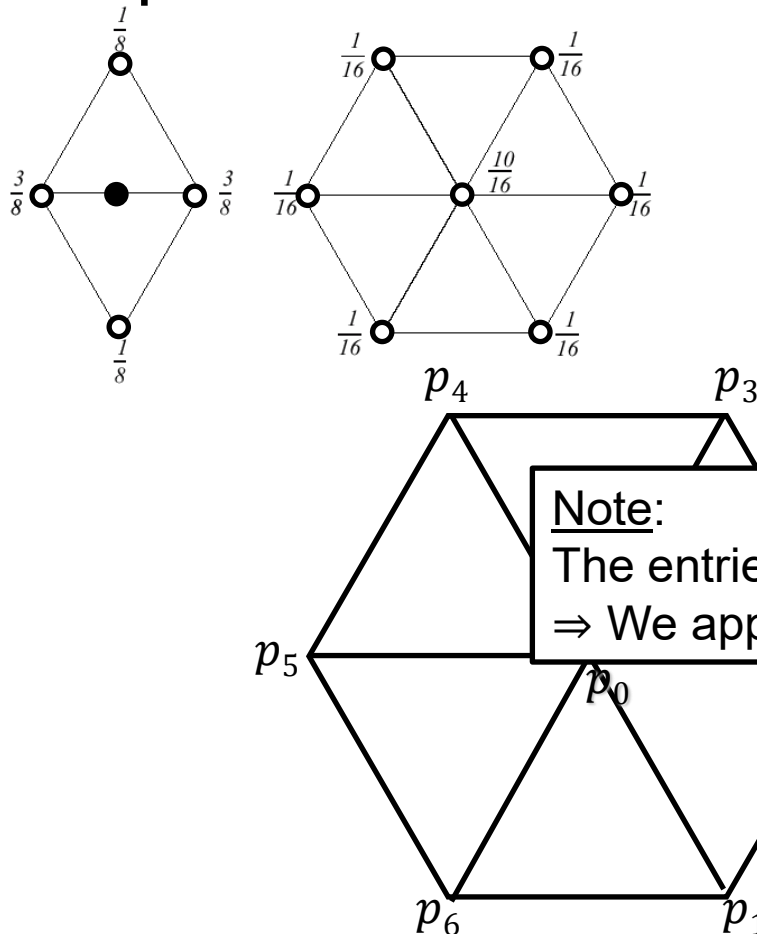 1/8
3/8
3/8
1/8
1/16
1/16
10/16
1/16
1/16
1/16
1/16
p₄
p₃
Note:
The entrie
⇒ We app
p₅
p₀
p₆